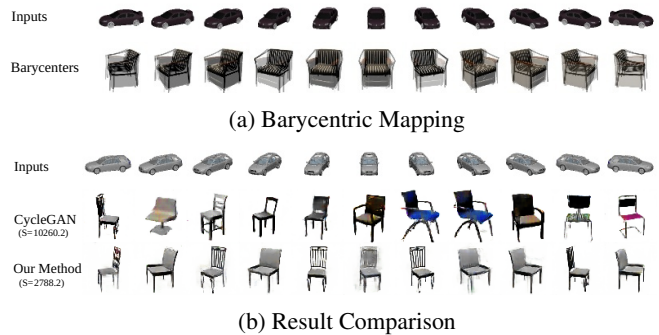 Inputs
Barycenters
(a) Barycentric Mapping
Inputs
CycleGAN
(S=10260.2)
Our Method
(S=2788.2)
(b) Result Comparison